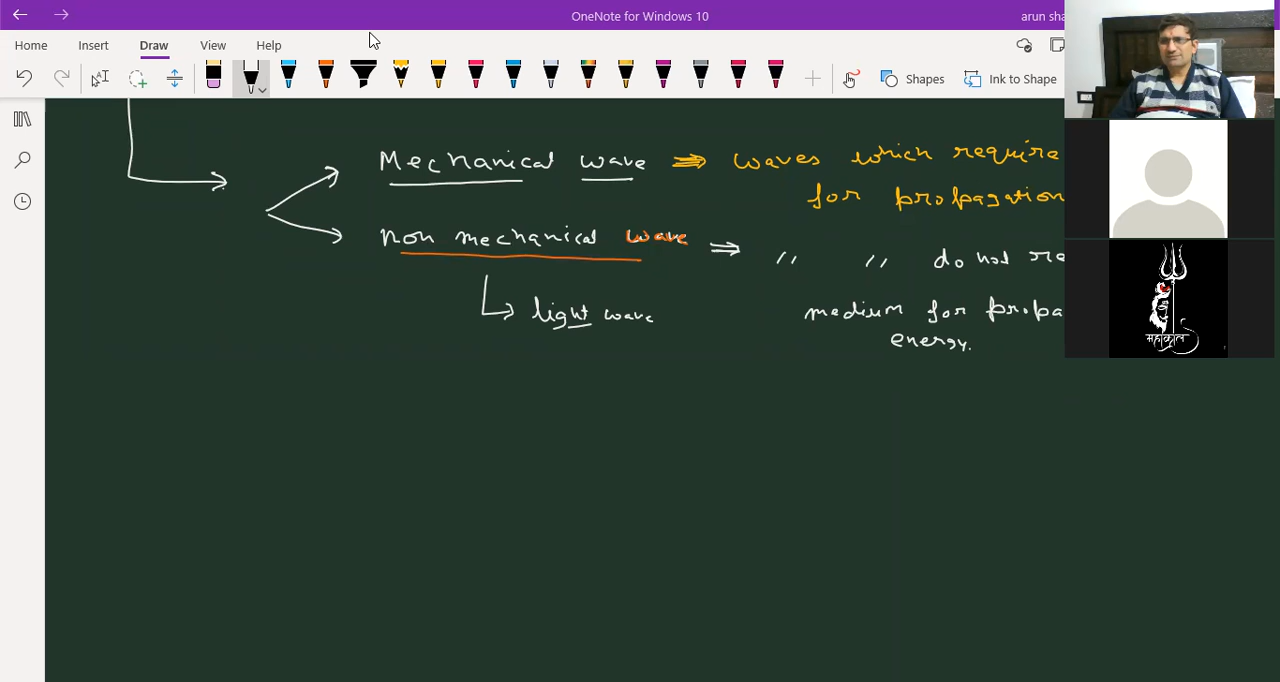 OneNote for Windows 10
arun sha
Home Insert Draw View Help
Shapes Ink to Shape
Mechanical wave ⇒ waves which require
for propagation
non mechanical wave ⇒ " " do not re
↳ light wave medium for propa
energy.
महाकाल